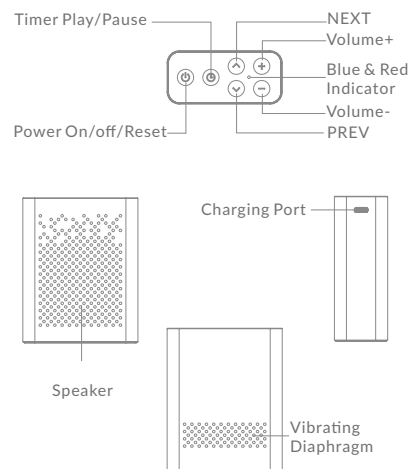 Timer Play/Pause
NEXT
Volume+
Blue & Red
Indicator
Volume-
Power On/off/Reset
PREV
Charging Port
Speaker
Vibrating
Diaphragm